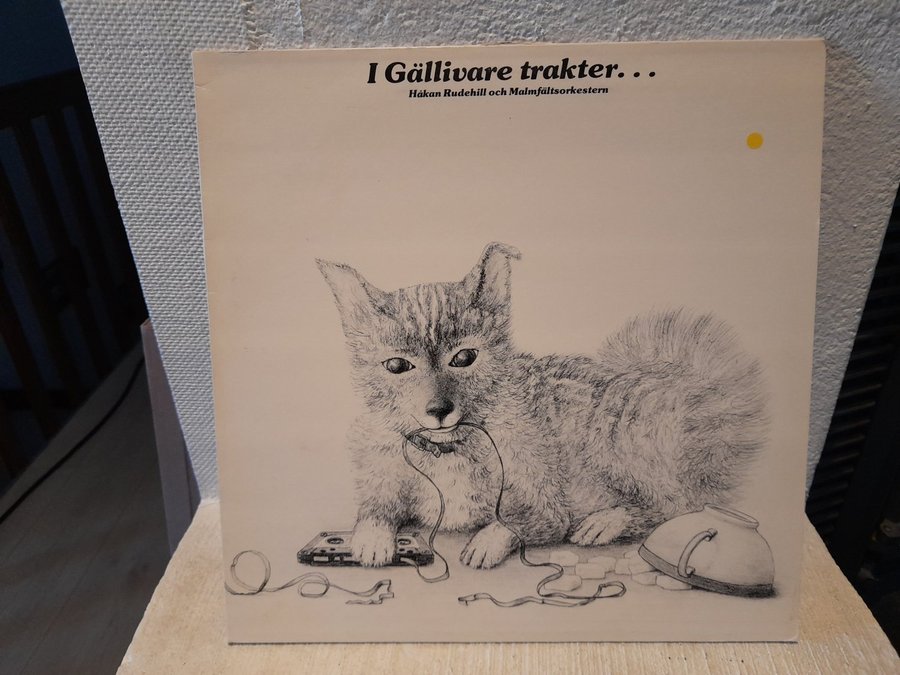 I Gällivare trakter. . .
Håkan Rudehill och Malmfältsorkestern